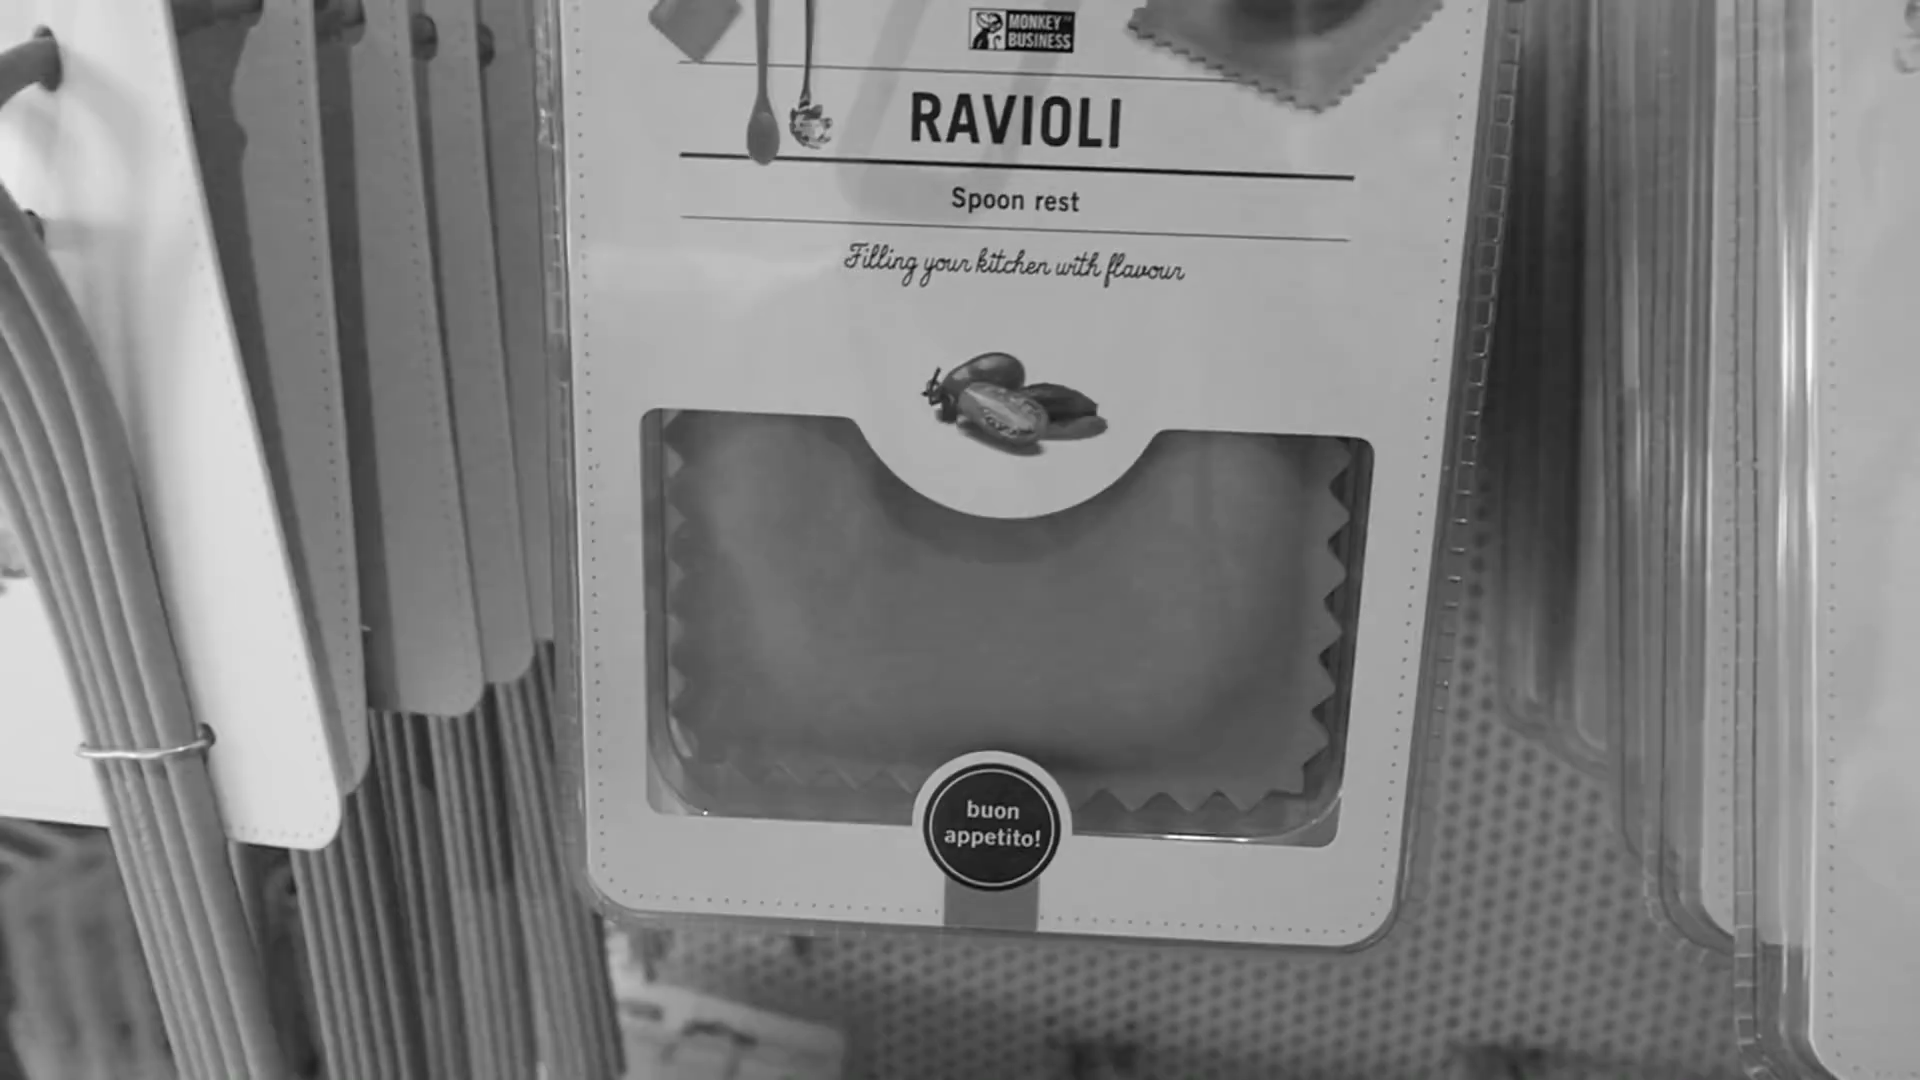 MONKEY
BUSINESS
RAVIOLI
Spoon rest
Filling your kitchen with flavour
buon
appetito!